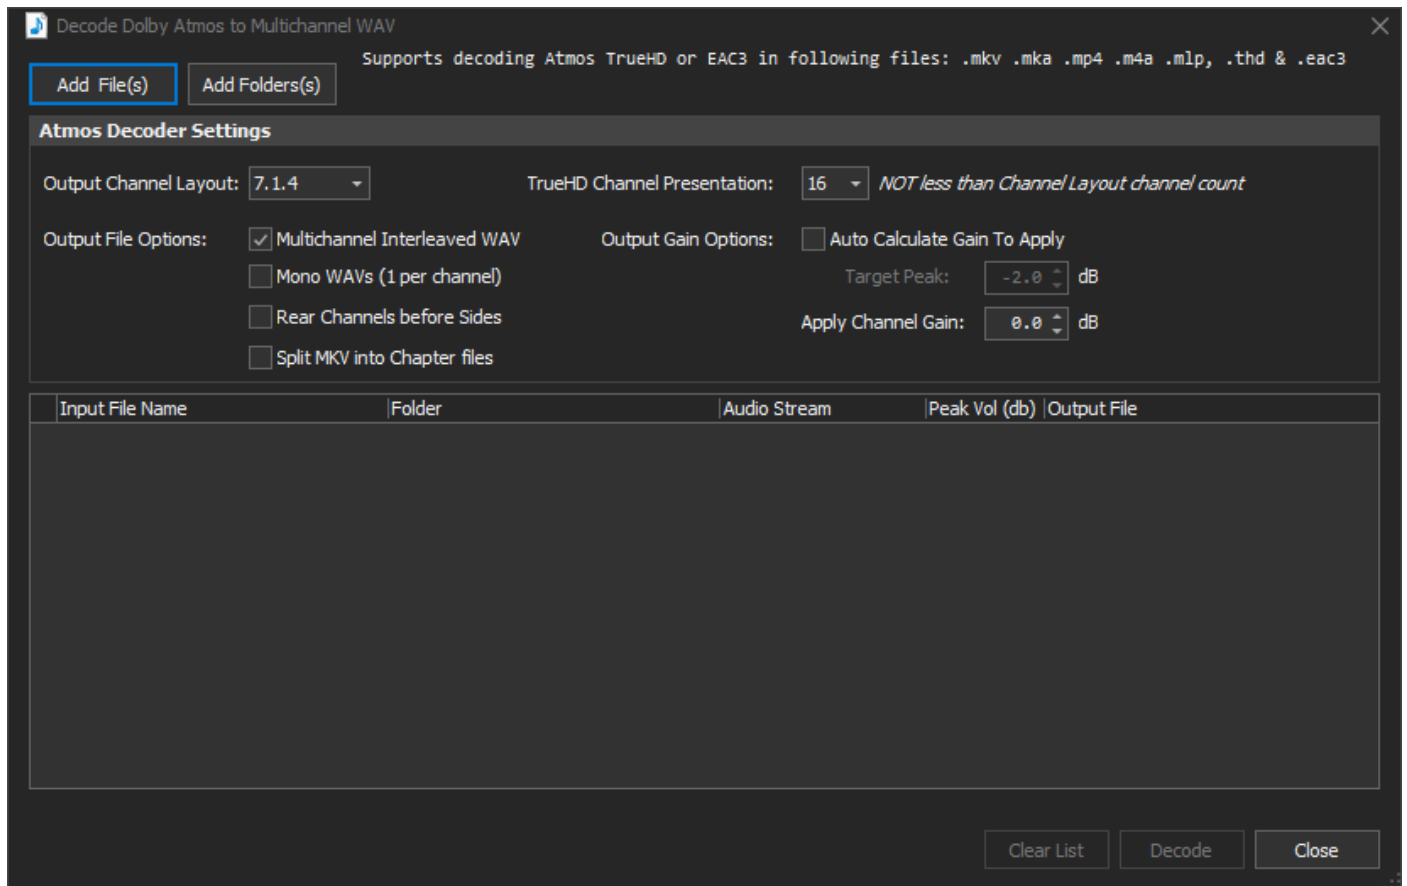 Decode Dolby Atmos to Multichannel WAV
Supports decoding Atmos TrueHD or EAC3 in following files: .mkv .mka .mp4 .m4a .mlp, .thd & .eac3
Add File(s) Add Folders(s)
Atmos Decoder Settings
Output Channel Layout: 7.1.4 TrueHD Channel Presentation: 16 NOT less than Channel Layout channel count
Output File Options: Multichannel Interleaved WAV Output Gain Options: Auto Calculate Gain To Apply
Mono WAVs (1 per channel) Target Peak: -2.0 dB
Rear Channels before Sides Apply Channel Gain: 0.0 dB
Split MKV into Chapter files
Input File Name Folder Audio Stream Peak Vol (db) Output File
Clear List Decode Close